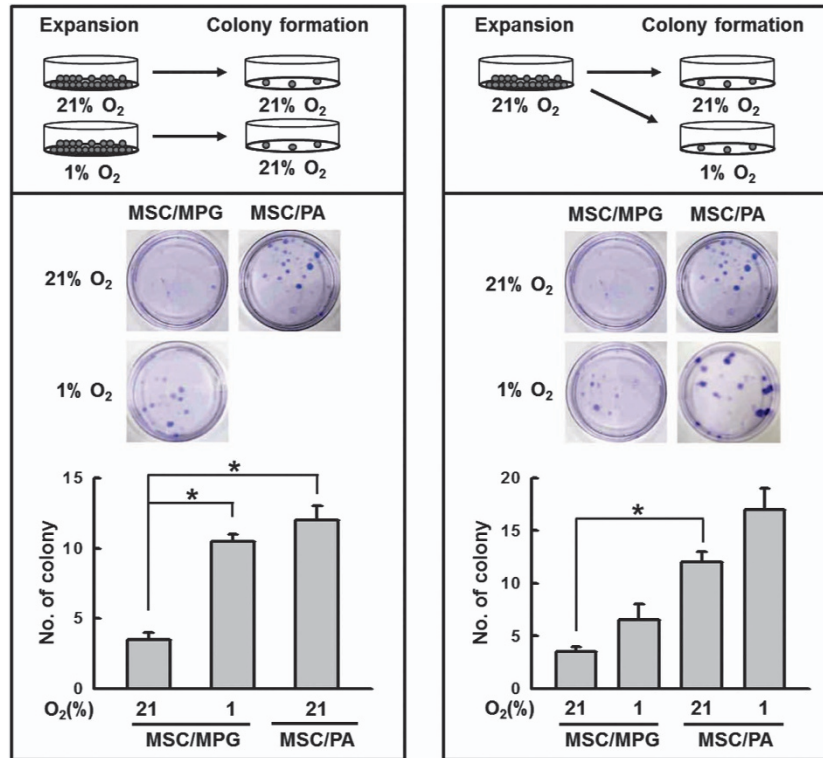 Expansion Colony formation
21% O₂ 21% O₂
1% O₂ 21% O₂
MSC/MPG MSC/PA
21% O₂
1% O₂
15
10
5
0
No. of colony
* *
O₂(%) 21 1 21
MSC/MPG MSC/PA
Expansion Colony formation
21% O₂ 21% O₂
1% O₂
MSC/MPG MSC/PA
21% O₂
1% O₂
20
15
10
5
0
No. of colony
*
O₂(%) 21 1 21 1
MSC/MPG MSC/PA